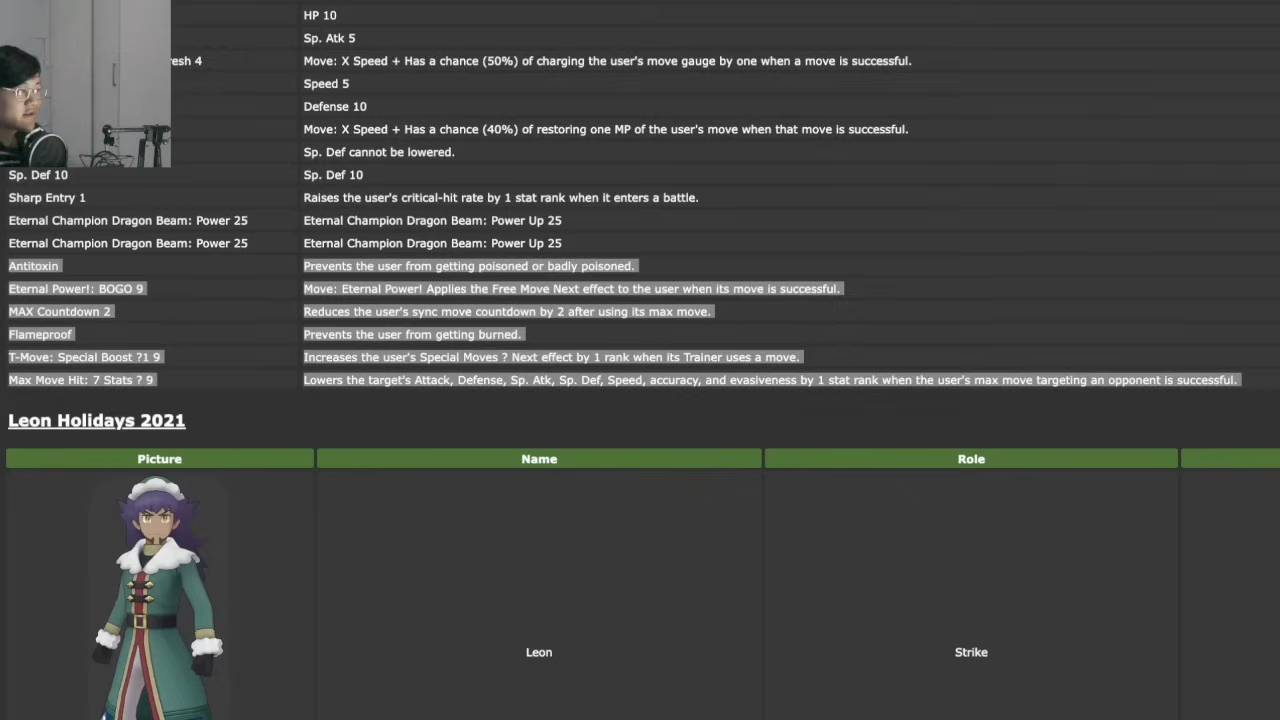 HP 10
Sp. Atk 5
esh 4 Move: X Speed + Has a chance (50%) of charging the user's move gauge by one when a move is successful.
Speed 5
Defense 10
Move: X Speed + Has a chance (40%) of restoring one MP of the user's move when that move is successful.
Sp. Def cannot be lowered.
Sp. Def 10 Sp. Def 10
Sharp Entry 1 Raises the user's critical-hit rate by 1 stat rank when it enters a battle.
Eternal Champion Dragon Beam: Power 25 Eternal Champion Dragon Beam: Power Up 25
Eternal Champion Dragon Beam: Power 25 Eternal Champion Dragon Beam: Power Up 25
Antitoxin Prevents the user from getting poisoned or badly poisoned.
Eternal Power!: BOGO 9 Move: Eternal Power! Applies the Free Move Next effect to the user when its move is successful.
MAX Countdown 2 Reduces the user's sync move countdown by 2 after using its max move.
Flameproof Prevents the user from getting burned.
T-Move: Special Boost ?1 9 Increases the user's Special Moves ? Next effect by 1 rank when its Trainer uses a move.
Max Move Hit: 7 Stats ? 9 Lowers the target's Attack, Defense, Sp. Atk, Sp. Def, Speed, accuracy, and evasiveness by 1 stat rank when the user's max move targeting an opponent is successful.
Leon Holidays 2021
Picture Name Role
Leon Strike